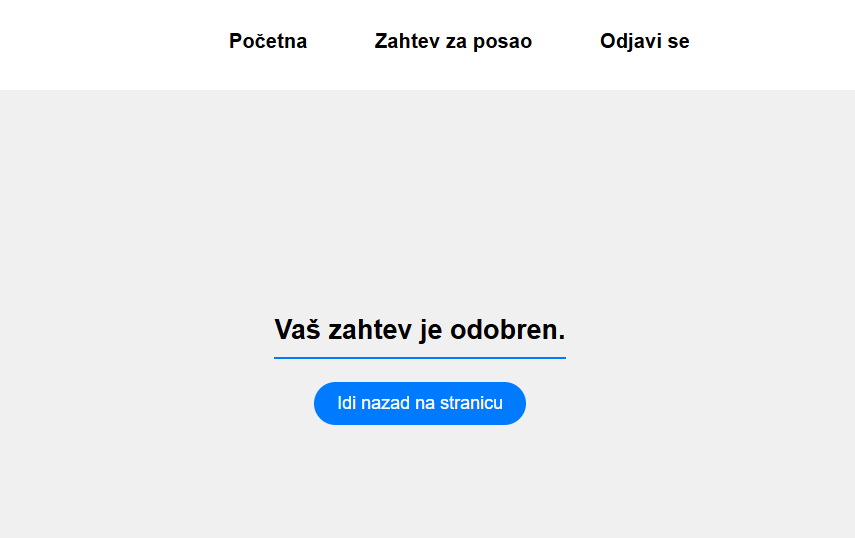 Početna Zahtev za posao Odjavi se
Vaš zahtev je odobren.
Idi nazad na stranicu